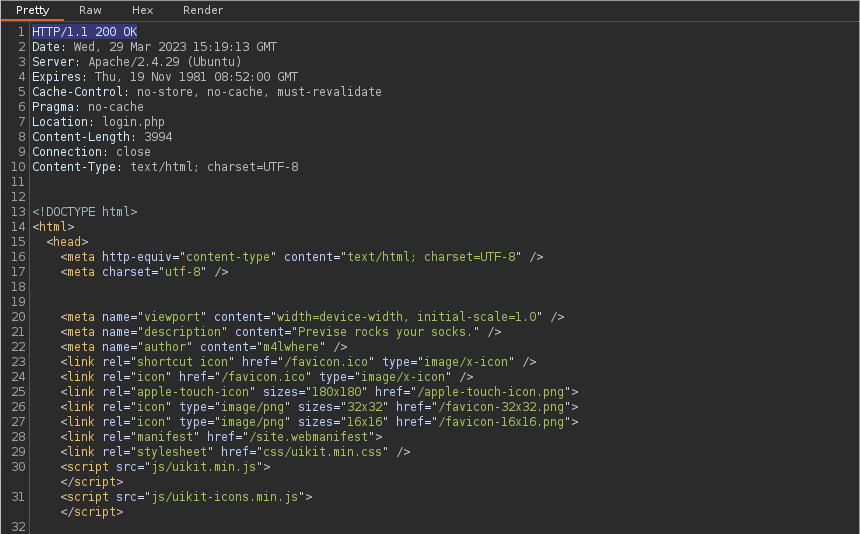 Pretty Raw Hex Render
1 HTTP/1.1 200 OK
2 Date: Wed, 29 Mar 2023 15:19:13 GMT
3 Server: Apache/2.4.29 (Ubuntu)
4 Expires: Thu, 19 Nov 1981 08:52:00 GMT
5 Cache-Control: no-store, no-cache, must-revalidate
6 Pragma: no-cache
7 Location: login.php
8 Content-Length: 3994
9 Connection: close
10 Content-Type: text/html; charset=UTF-8
11
12
13 <!DOCTYPE html>
14 <html>
15 <head>
16 <meta http-equiv="content-type" content="text/html; charset=UTF-8" />
17 <meta charset="utf-8" />
18
19
20 <meta name="viewport" content="width=device-width, initial-scale=1.0" />
21 <meta name="description" content="Previse rocks your socks." />
22 <meta name="author" content="m4lwhere" />
23 <link rel="shortcut icon" href="/favicon.ico" type="image/x-icon" />
24 <link rel="icon" href="/favicon.ico" type="image/x-icon" />
25 <link rel="apple-touch-icon" sizes="180x180" href="/apple-touch-icon.png">
26 <link rel="icon" type="image/png" sizes="32x32" href="/favicon-32x32.png">
27 <link rel="icon" type="image/png" sizes="16x16" href="/favicon-16x16.png">
28 <link rel="manifest" href="/site.webmanifest">
29 <link rel="stylesheet" href="css/uikit.min.css" />
30 <script src="js/uikit.min.js">
</script>
31 <script src="js/uikit-icons.min.js">
</script>
32